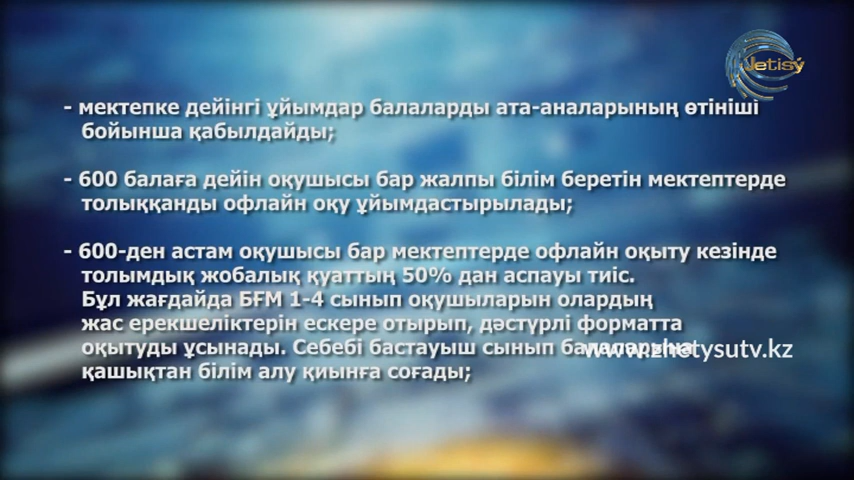 Jetisý
- мектепке дейінгі ұйымдар балаларды ата-аналарының өтініші
бойынша қабылдайды;
- 600 балаға дейін оқушысы бар жалпы білім беретін мектептерде
толыққанды офлайн оқу ұйымдастырылады;
- 600-ден астам оқушысы бар мектептерде офлайн оқыту кезінде
толымдық жобалық қуаттың 50% дан аспауы тиіс.
Бұл жағдайда БҒМ 1-4 сынып оқушыларын олардың
жас ерекшеліктерін ескере отырып, дәстүрлі форматта
оқытуды ұсынады. Себебі бастауыш сынып
www.zhetysutv.kz
қашықтан білім алу қиынға соғады;